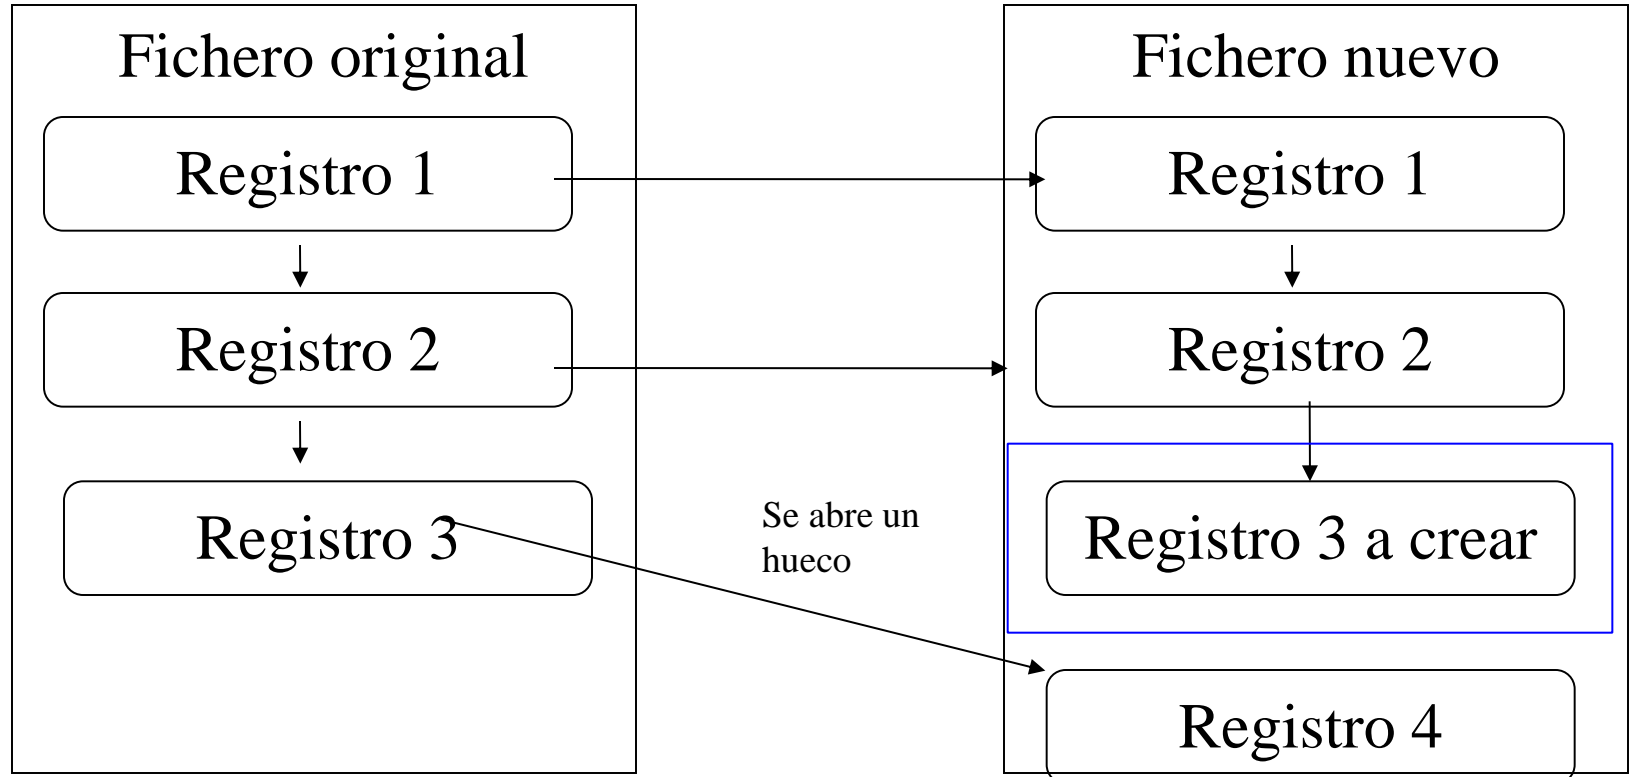 Fichero original
Registro 1
Registro 2
Registro 3
Se abre un
hueco
Fichero nuevo
Registro 1
Registro 2
Registro 3 a crear
Registro 4